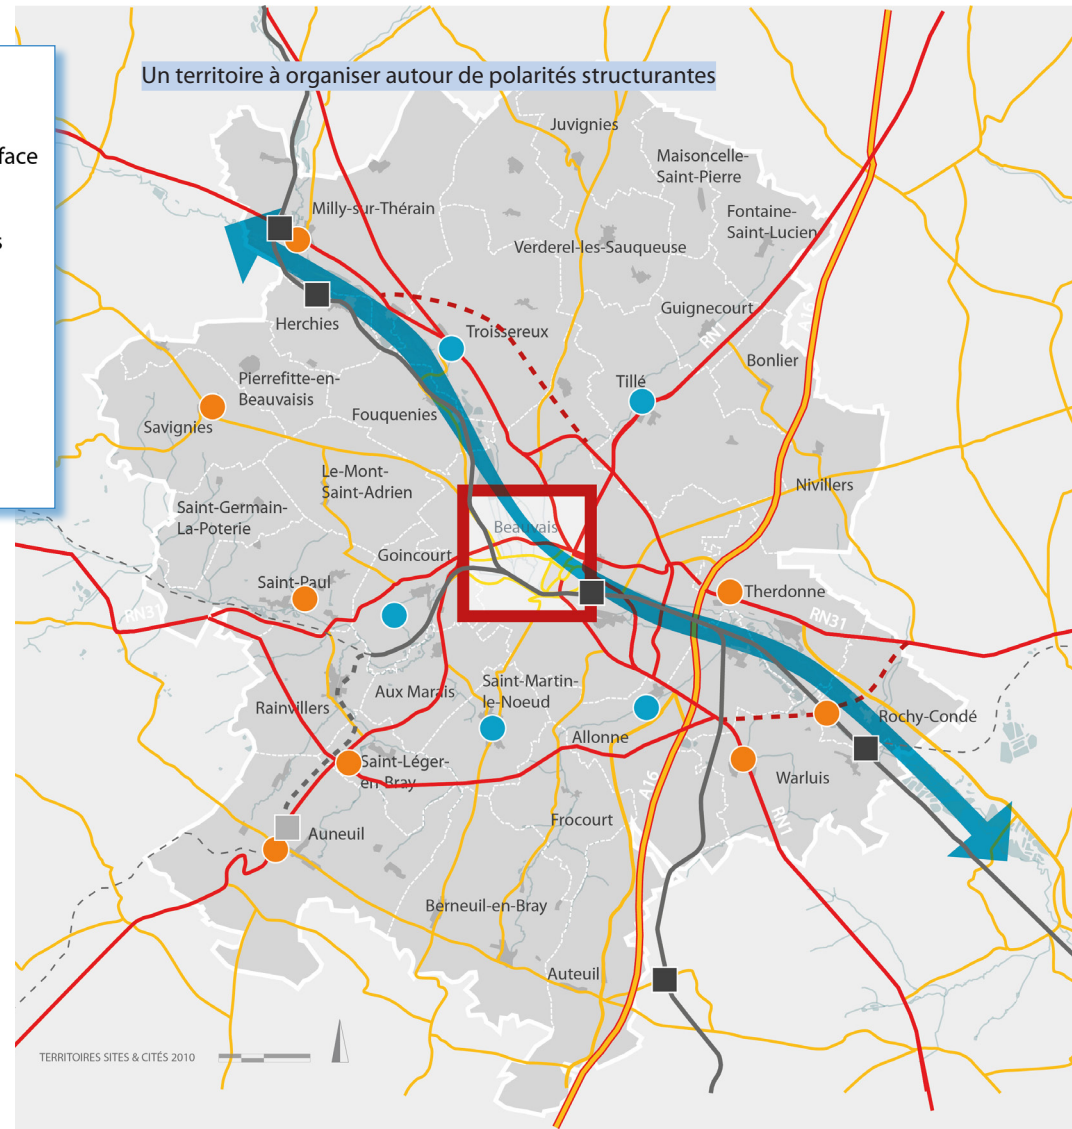 Un territoire à organiser autour de polarités structurantes
face
s
Juvignies
Maisoncelle-
Saint-Pierre
Milly-sur-Thérain
Fontaine-
Saint-Lucien
Verderel-les-Sauqueuse
Guignecourt
A16
Herchies
Troissereux
RN1
Bonlier
Pierrefitte-en-
Beauvaisis
Tillé
Savignies
Fouquenies
Le-Mont-
Saint-Adrien
Nivillers
Saint-Germain-
La-Poterie
Beauvais
Goincourt
Saint-Paul
Therdonne
RN31
RN31
Aux Marais
Saint-Martin-
le-Noeud
Rainvillers
Rochy-Condé
Allonne
Saint-Léger-
en-Bray
A16
Warluis
RN1
Auneuil
Frocourt
Berneuil-en-Bray
Auteuil
TERRITOIRES SITES & CITÉS 2010